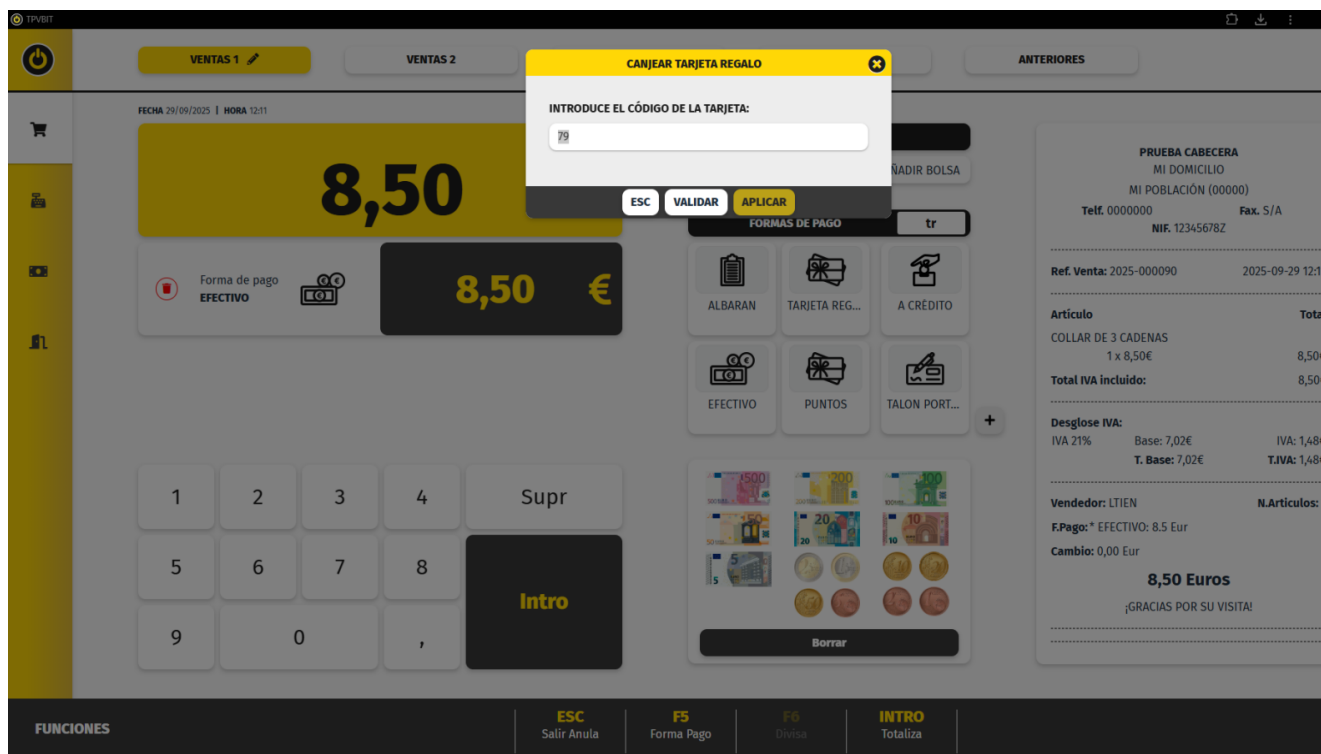 TPVBIT
VENTAS 1
VENTAS 2
ANTERIORES
CANJEAR TARJETA REGALO
INTRODUCE EL CÓDIGO DE LA TARJETA:
79
ESC
VALIDAR
APLICAR
FECHA 29/09/2025 | HORA 12:11
8,50
ÑADIR BOLSA
FORMAS DE PAGO
tr
Forma de pago
EFECTIVO
8,50 €
ALBARAN
TARJETA REG...
A CRÉDITO
EFECTIVO
PUNTOS
TALON PORT...
+
1 2 3 4 Supr
5 6 7 8
Intro
9 0 ,
500 200 100
50 20 10
5
Borrar
PRUEBA CABECERA
MI DOMICILIO
MI POBLACIÓN (00000)
Telf. 0000000 Fax. S/A
NIF. 12345678Z
Ref. Venta: 2025-000090 2025-09-29 12:1
Artículo Tota
COLLAR DE 3 CADENAS
1 x 8,50€ 8,50€
Total IVA incluido: 8,50
Desglose IVA:
IVA 21% Base: 7,02€ IVA: 1,48€
T. Base: 7,02€ T.IVA: 1,48€
Vendedor: LTIEN N.Articulos:
F.Pago: * EFECTIVO: 8.5 Eur
Cambio: 0,00 Eur
8,50 Euros
¡GRACIAS POR SU VISITA!
FUNCIONES
ESC
Salir Anula
F5
Forma Pago
F6
Divisa
INTRO
Totaliza